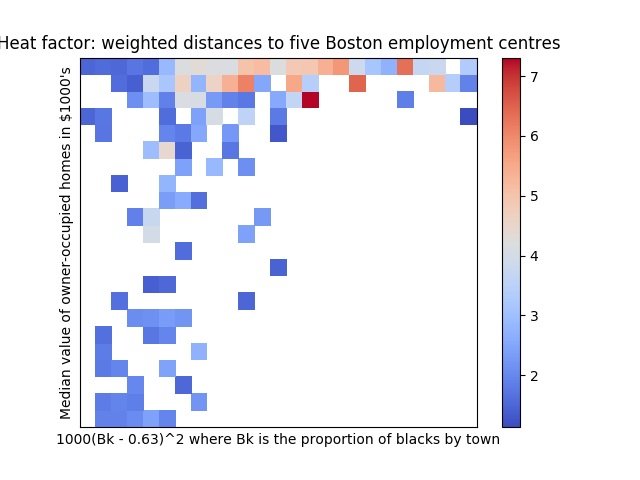 Heat factor: weighted distances to five Boston employment centres
Median value of owner-occupied homes in $1000's
7
6
5
4
3
2
1000(Bk - 0.63)^2 where Bk is the proportion of blacks by town